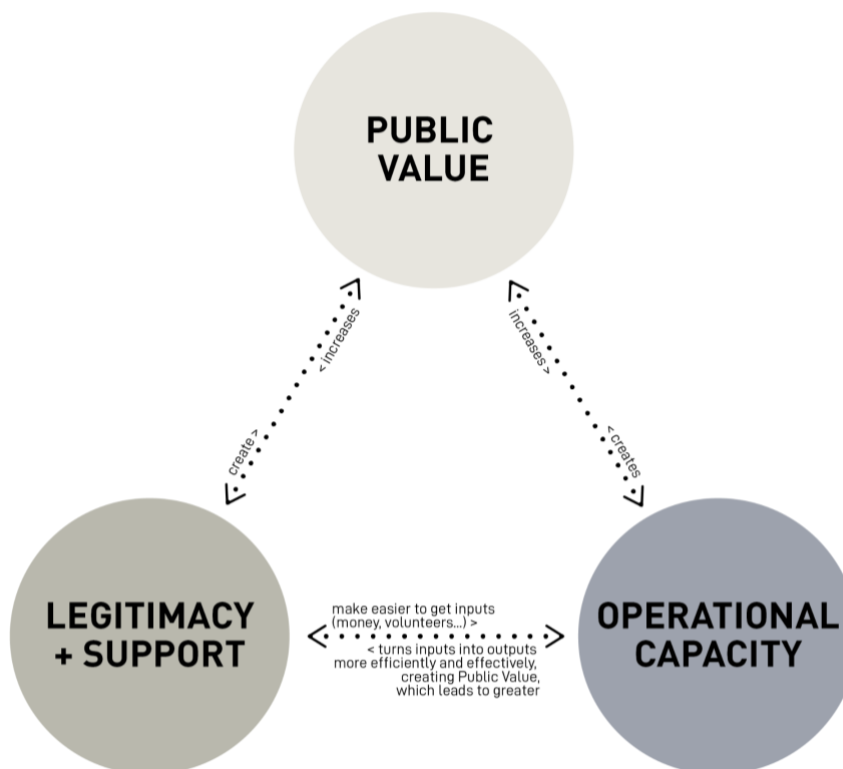 PUBLIC
VALUE
< increases
increases >
create >
< creates
LEGITIMACY
+ SUPPORT
make easier to get inputs
(money, volunteers...) >
< turns inputs into outputs
more efficiently and effectively,
creating Public Value,
which leads to greater
OPERATIONAL
CAPACITY